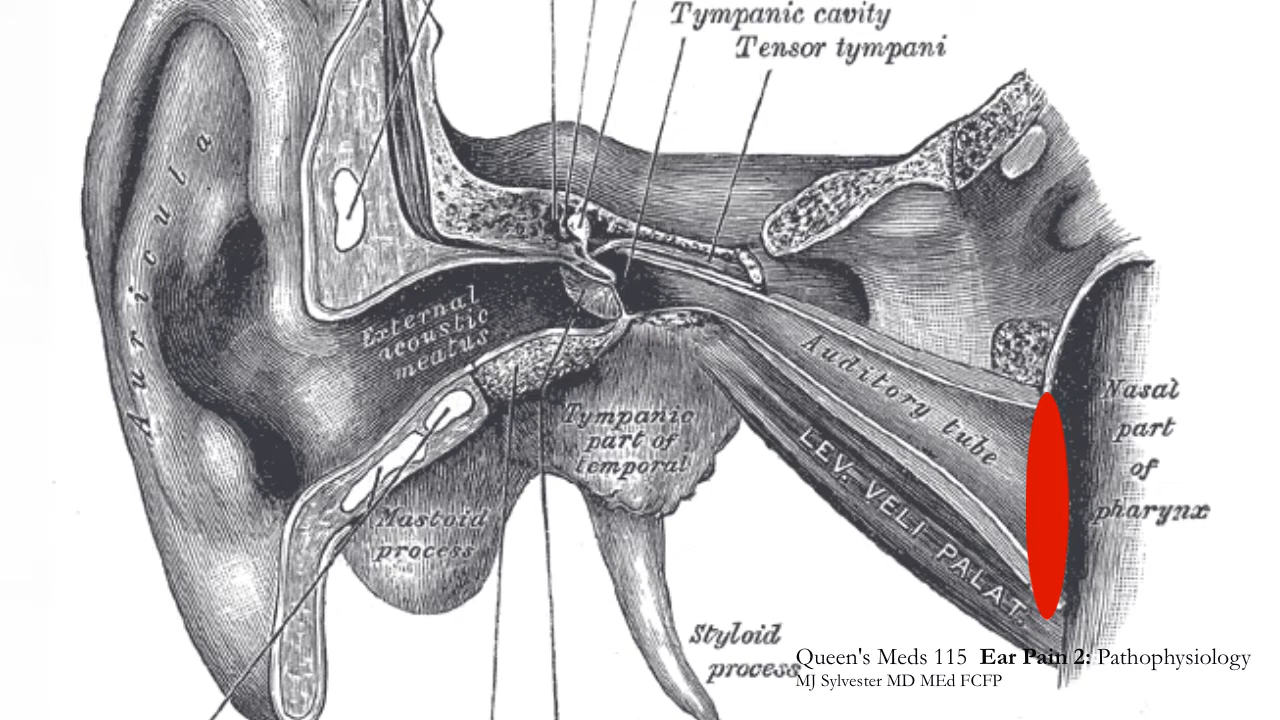 Tympanic cavity
Tensor tympani
Auricula
External
acoustic
meatus
Auditory tube
Nasal
part
of
pharynx
Tympanic
part of
temporal
LEV. VELI PALAT.
Mastoid
process
Styloid
process
Queen's Meds 115 Ear Pain 2: Pathophysiology
MJ Sylvester MD MEd FCFP